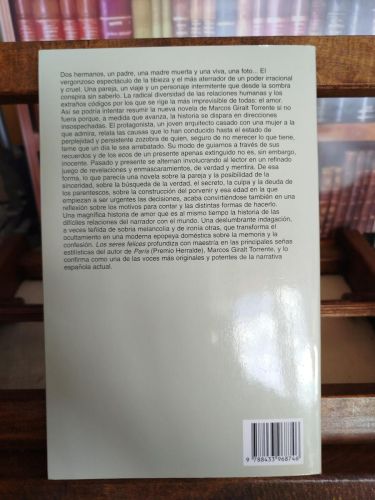 Dos hermanos, un padre, una madre muerta y una viva, una foto... El
vergonzoso espectáculo de la tibieza y el más aterrador de un poder irracional
y cruel. Una pareja, un viaje y un personaje intermitente que desde la sombra
conspira sin saberlo. La radical diversidad de las relaciones humanas y los
extraños códigos por los que se rige la más imprevisible de todas: el amor.
Así se podría intentar resumir la nueva novela de Marcos Giralt Torrente si no
fuera porque, a medida que avanza, la historia se dispara en direcciones
insospechadas. El protagonista, un joven arquitecto casado con una mujer a la
que admira, relata las causas que lo han conducido hasta el estado de
perplejidad y persistente zozobra de quien, seguro de no merecer lo que tiene,
teme que un día le sea arrebatado. Su modo de guiarnos a través de sus
recuerdos y de los ecos de un presente apenas extinguido no es, sin embargo,
inocente. Pasado y presente se alternan involucrando al lector en un refinado
juego de revelaciones y enmascaramientos, de verdad y mentira. De esa
forma, lo que parecía una novela sobre la pareja y la posibilidad de la
sinceridad, sobre la búsqueda de la verdad, el secreto, la culpa y la deuda de
los parentescos, sobre la construcción del porvenir y esa edad en la que
empiezan a ser urgentes las decisiones, acaba convirtiéndose también en una
reflexión sobre los motivos para contar y las distintas formas de hacerlo.
Una magnífica historia de amor que es al mismo tiempo la historia de las
difíciles relaciones del narrador con el mundo. Una deslumbrante indagación,
a veces teñida de sobria melancolía y de ironía otras, que transforma el
ocultamiento en una moderna epopeya doméstica sobre la memoria y la
confesión. Los seres felices profundiza con maestría en las principales señas
estilísticas del autor de París (Premio Herralde), Marcos Giralt Torrente, y lo
confirma como una de las voces más originales y potentes de la narrativa
española actual.
9 788433 968746